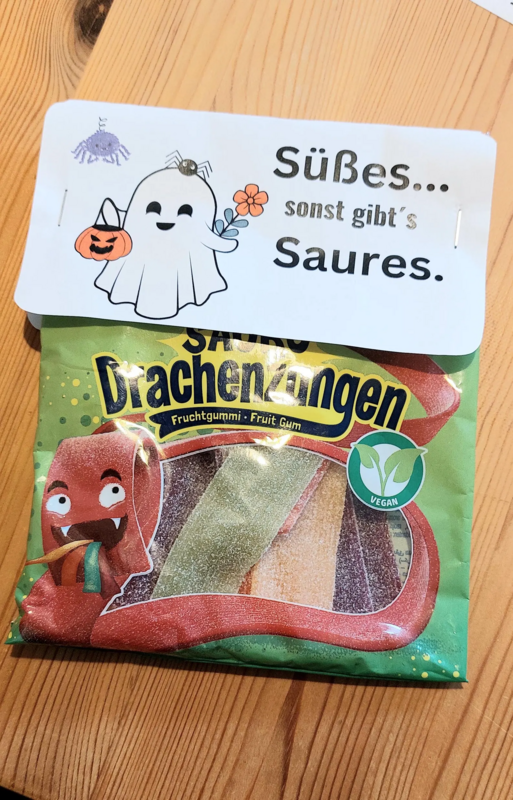 Süßes...
sonst gibt's
Saures.
Drachenzungen
Fruchtgummi · Fruit Gum
VEGAN